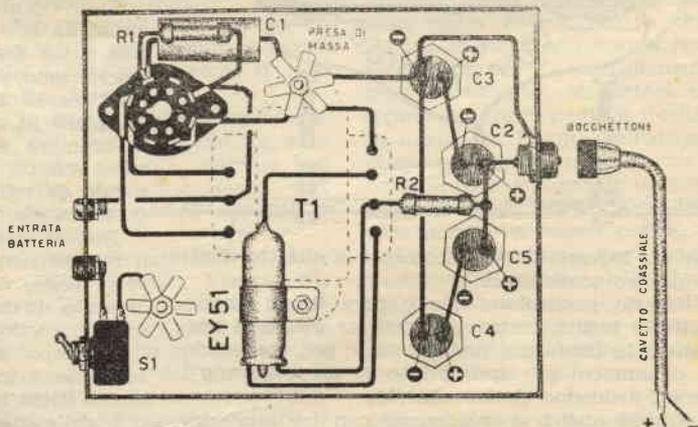 C1
R1
PRESA DI
MASSA
C3
C2
BOCCHETTONE
R2
T1
ENTRATA
BATTERIA
C5
EY51
C4
S1
CAVETTO COASSIALE
+ -